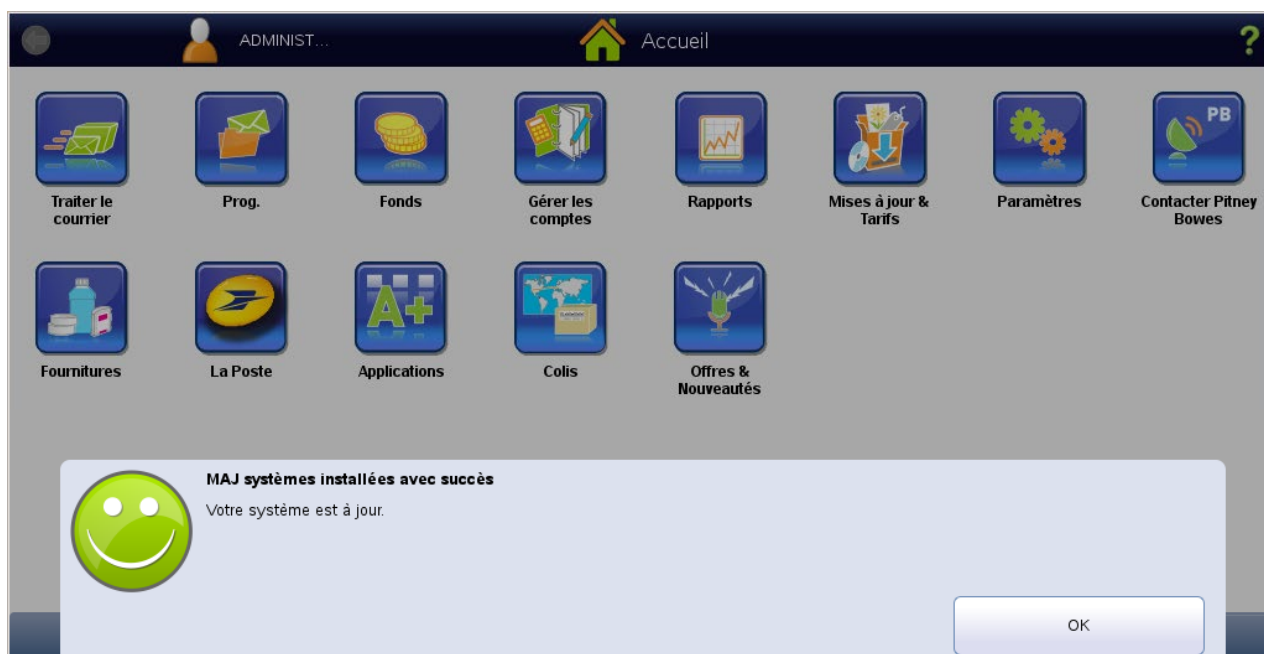 ADMINIST...
Accueil
?
Traiter le
courrier
Prog.
Fonds
Gérer les
comptes
Rapports
Mises à jour &
Tarifs
Paramètres
PB
Contacter Pitney
Bowes
Fournitures
La Poste
A+
Applications
Colis
Offres &
Nouveautés
MAJ systèmes installées avec succès
Votre système est à jour.
OK